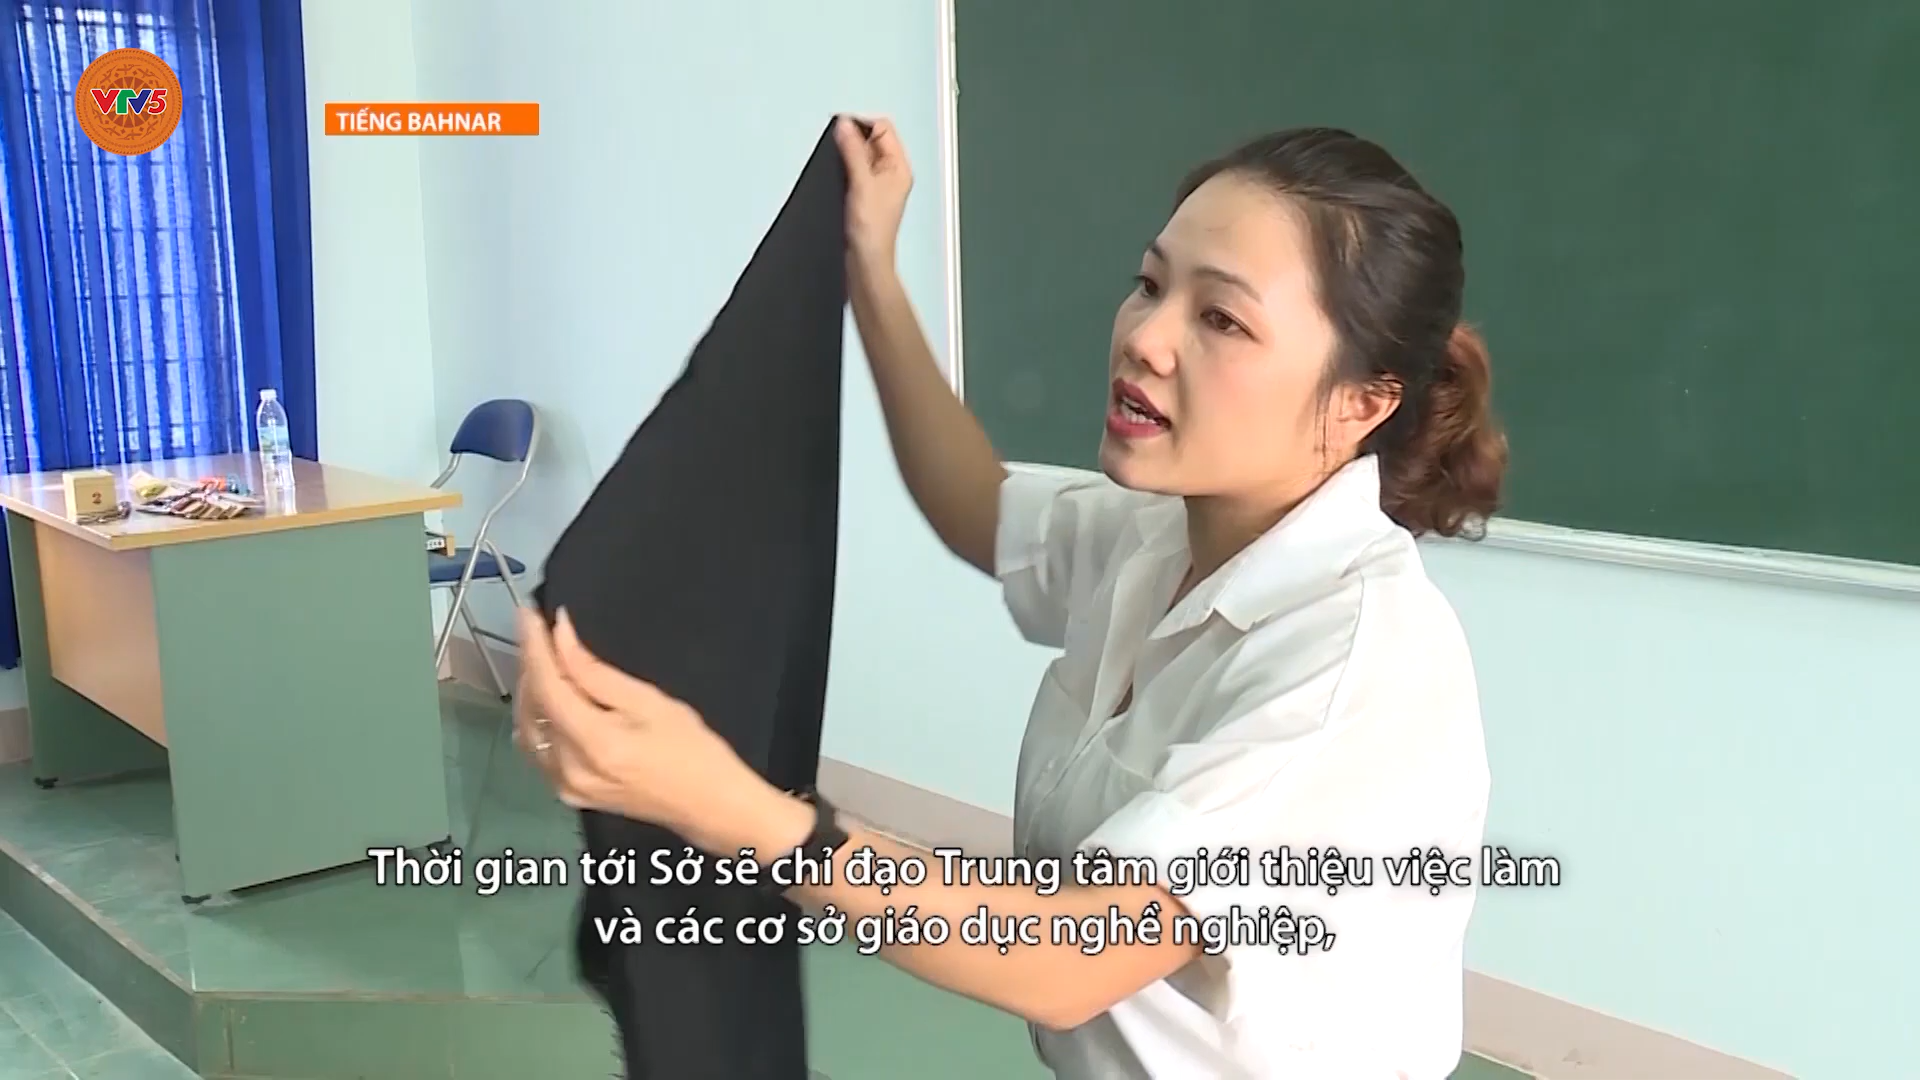 VTV5
TIẾNG BAHNAR
2
Thời gian tới Sở sẽ chỉ đạo Trung tâm giới thiệu việc làm
và các cơ sở giáo dục nghề nghiệp,